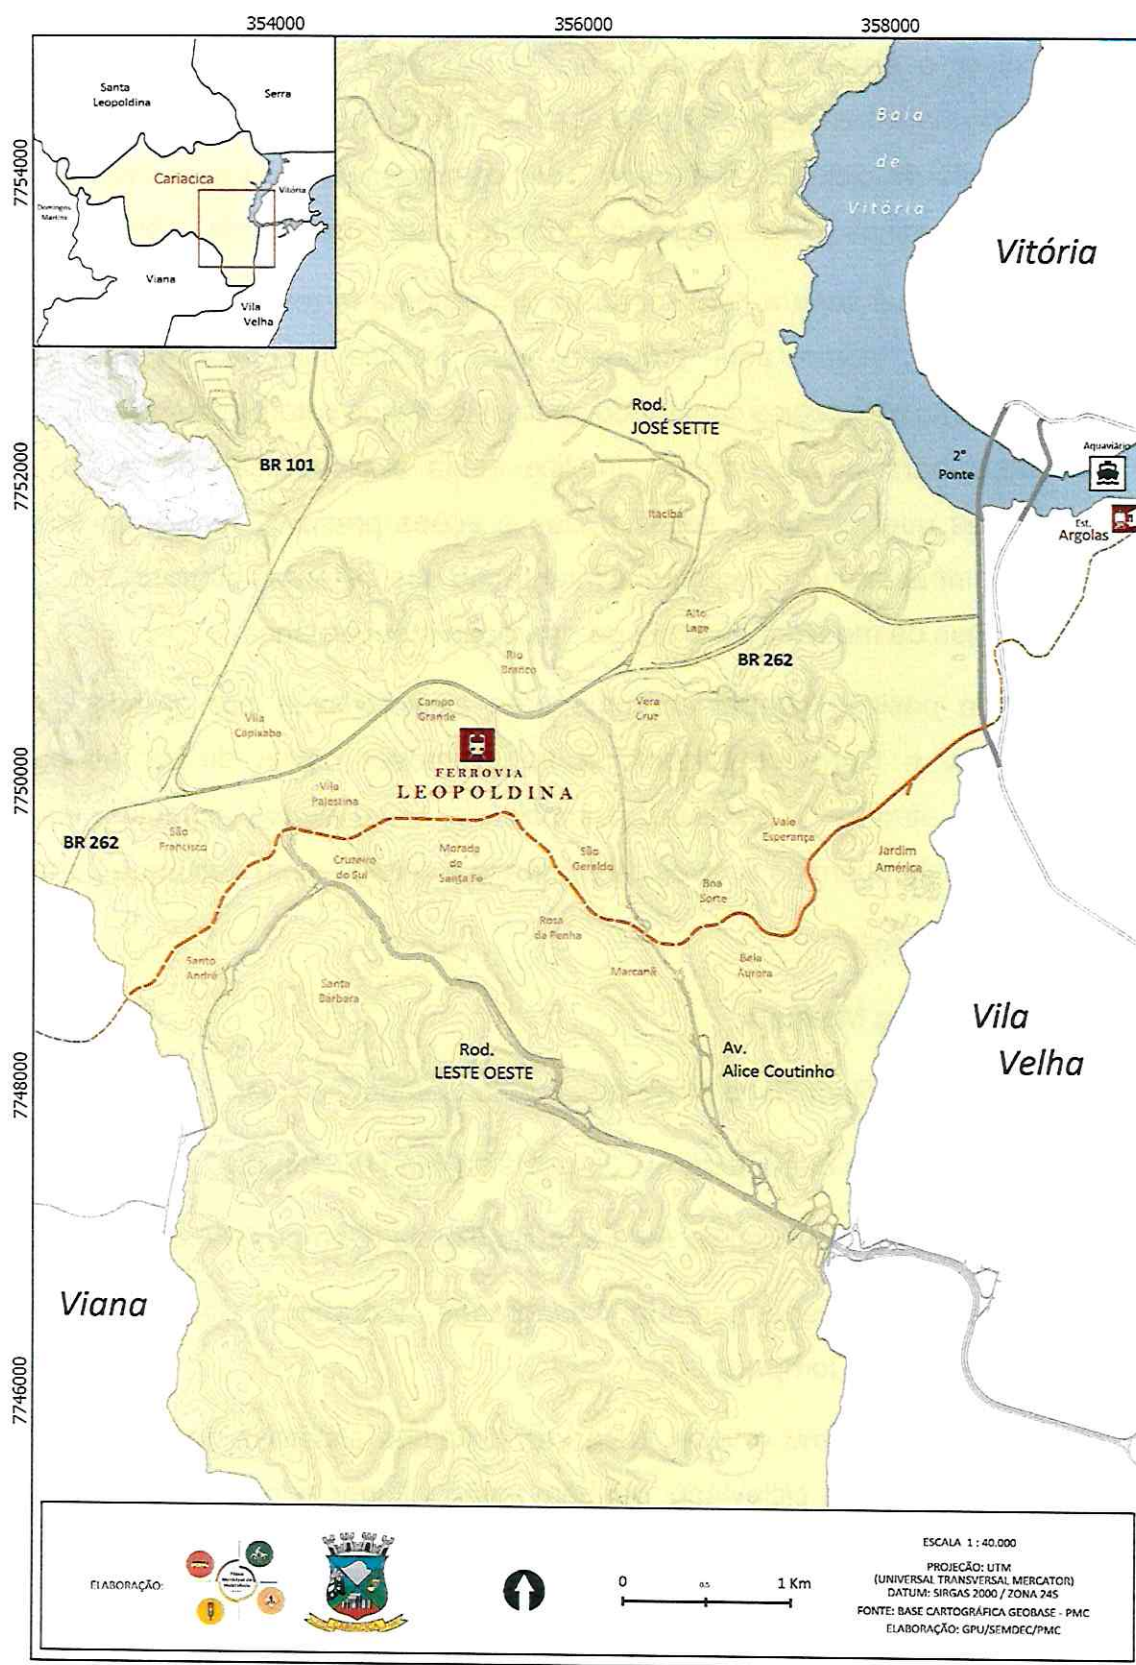 354000
356000
358000
7754000
7752000
7750000
7748000
7746000
Santa
Leopoldina
Serra
Cariacica
Vitória
Domingos
Martins
Viana
Vila
Velha
Baía
de
Vitória
Vitória
Rod.
JOSÉ SETTE
BR 101
2ª
Ponte
Aquaviário
Est.
Argolas
Itacibá
Alto
Lage
BR 262
Rio
Branco
Campo
Grande
Vera
Cruz
Vila
Capixaba
FERROVIA
LEOPOLDINA
Vila
Palestina
BR 262
São
Francisco
Cruzeiro
do Sul
Morada
de
Santa Fé
São
Geraldo
Vale
Esperança
Jardim
América
Boa
Sorte
Rosa
da Penha
Santo
André
Santa
Barbara
Marcanã
Bela
Aurora
Rod.
LESTE OESTE
Av.
Alice Coutinho
Vila
Velha
Viana
ELABORAÇÃO:
0
0.5
1 Km
ESCALA 1 : 40.000
PROJEÇÃO: UTM
(UNIVERSAL TRANSVERSAL MERCATOR)
DATUM: SIRGAS 2000 / ZONA 24S
FONTE: BASE CARTOGRÁFICA GEOBASE - PMC
ELABORAÇÃO: GPU/SEMDEC/PMC